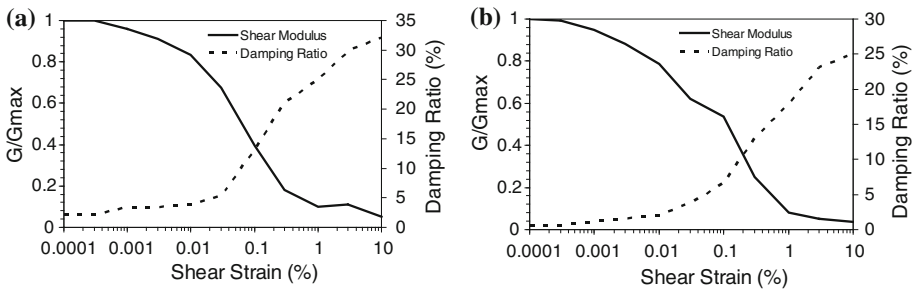 (a)
G/Gmax
1
0.8
0.6
0.4
0.2
0
Shear Modulus
Damping Ratio
35
30
25
20
15
10
5
0
Damping Ratio (%)
0.0001 0.001 0.01 0.1 1 10
Shear Strain (%)
(b)
G/Gmax
1
0.8
0.6
0.4
0.2
0
Shear Modulus
Damping Ratio
30
25
20
15
10
5
0
Damping Ratio (%)
0.0001 0.001 0.01 0.1 1 10
Shear Strain (%)